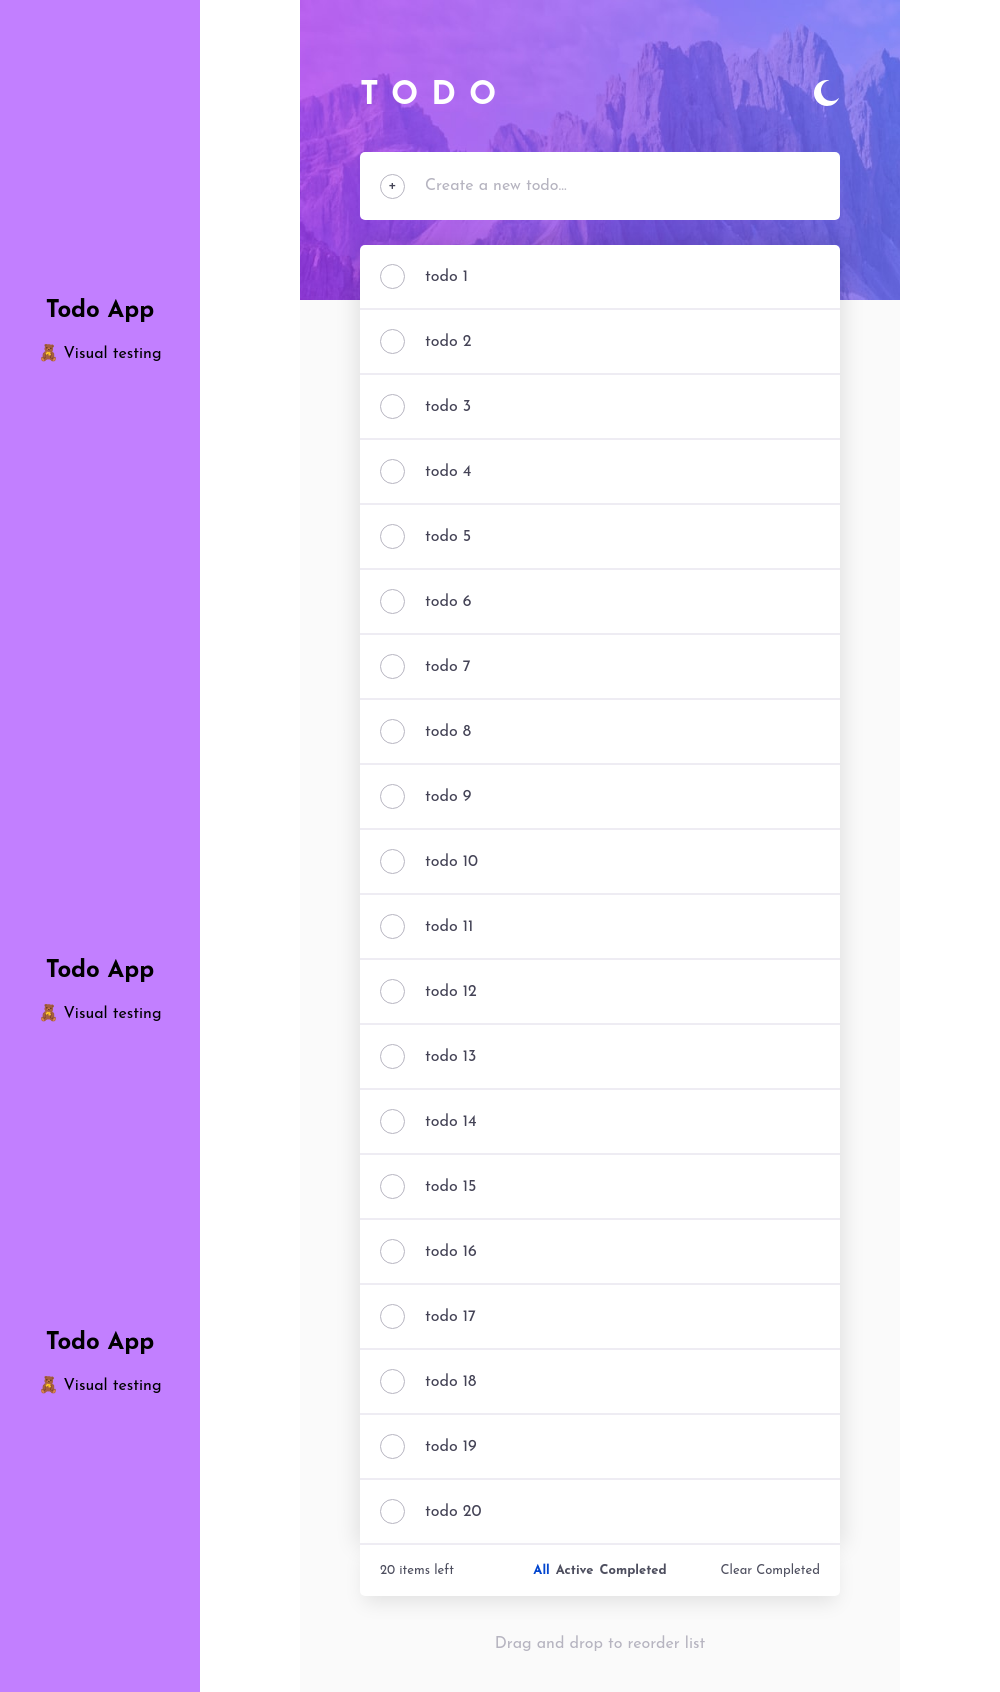 Todo App
🧸 Visual testing
Todo App
🧸 Visual testing
Todo App
🧸 Visual testing
TODO
+ Create a new todo...
todo 1
todo 2
todo 3
todo 4
todo 5
todo 6
todo 7
todo 8
todo 9
todo 10
todo 11
todo 12
todo 13
todo 14
todo 15
todo 16
todo 17
todo 18
todo 19
todo 20
20 items left All Active Completed Clear Completed
Drag and drop to reorder list